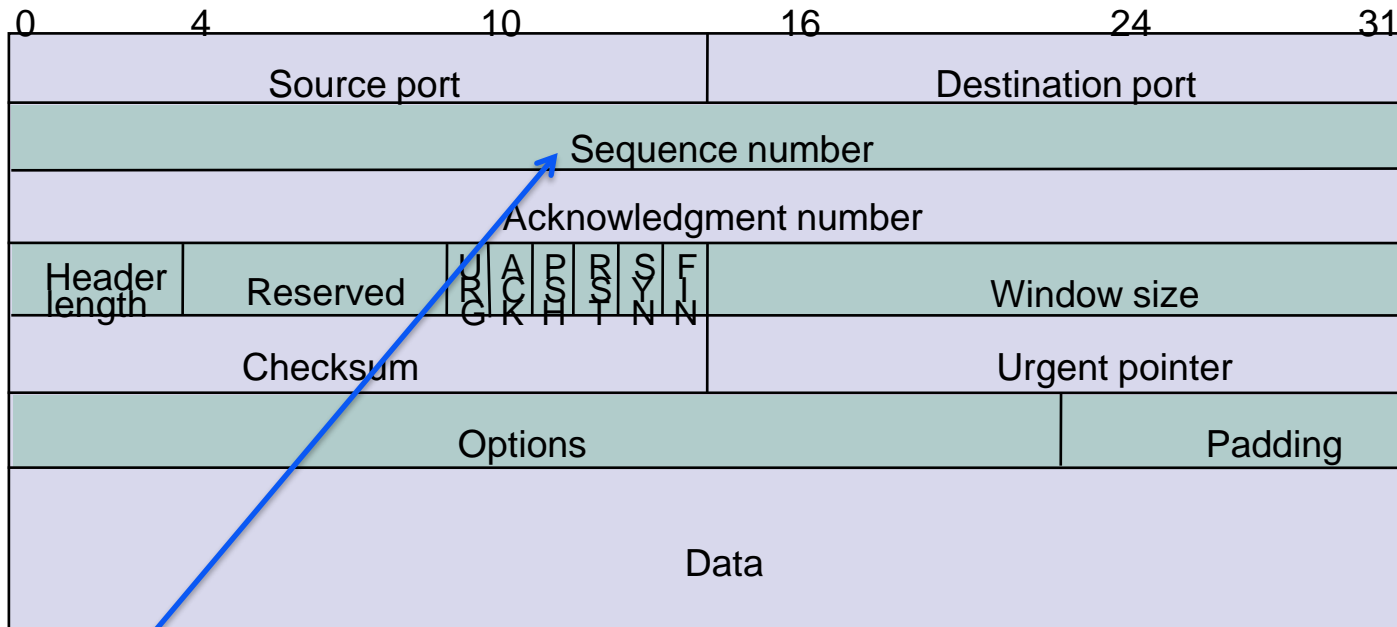 0 4 10 16 24 31
Source port Destination port
Sequence number
Acknowledgment number
Header length Reserved URG ACK PSH RST SYN FIN Window size
Checksum Urgent pointer
Options Padding
Data